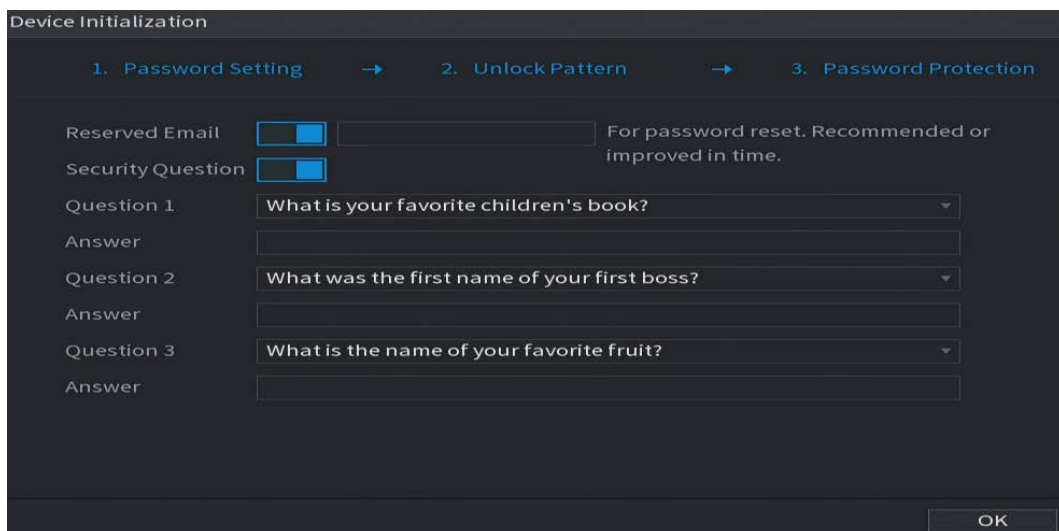 Device Initialization
1. Password Setting → 2. Unlock Pattern → 3. Password Protection
Reserved Email
For password reset. Recommended or
improved in time.
Security Question
Question 1 What is your favorite children's book?
Answer
Question 2 What was the first name of your first boss?
Answer
Question 3 What is the name of your favorite fruit?
Answer
OK